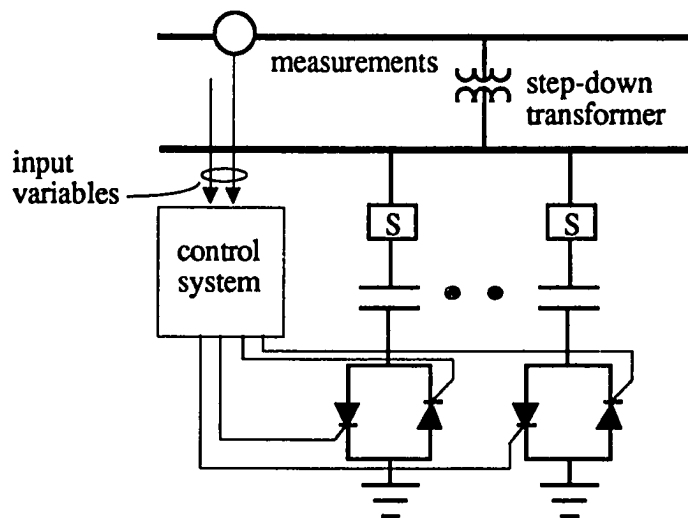 measurements
step-down
transformer
input
variables
S
S
control
system